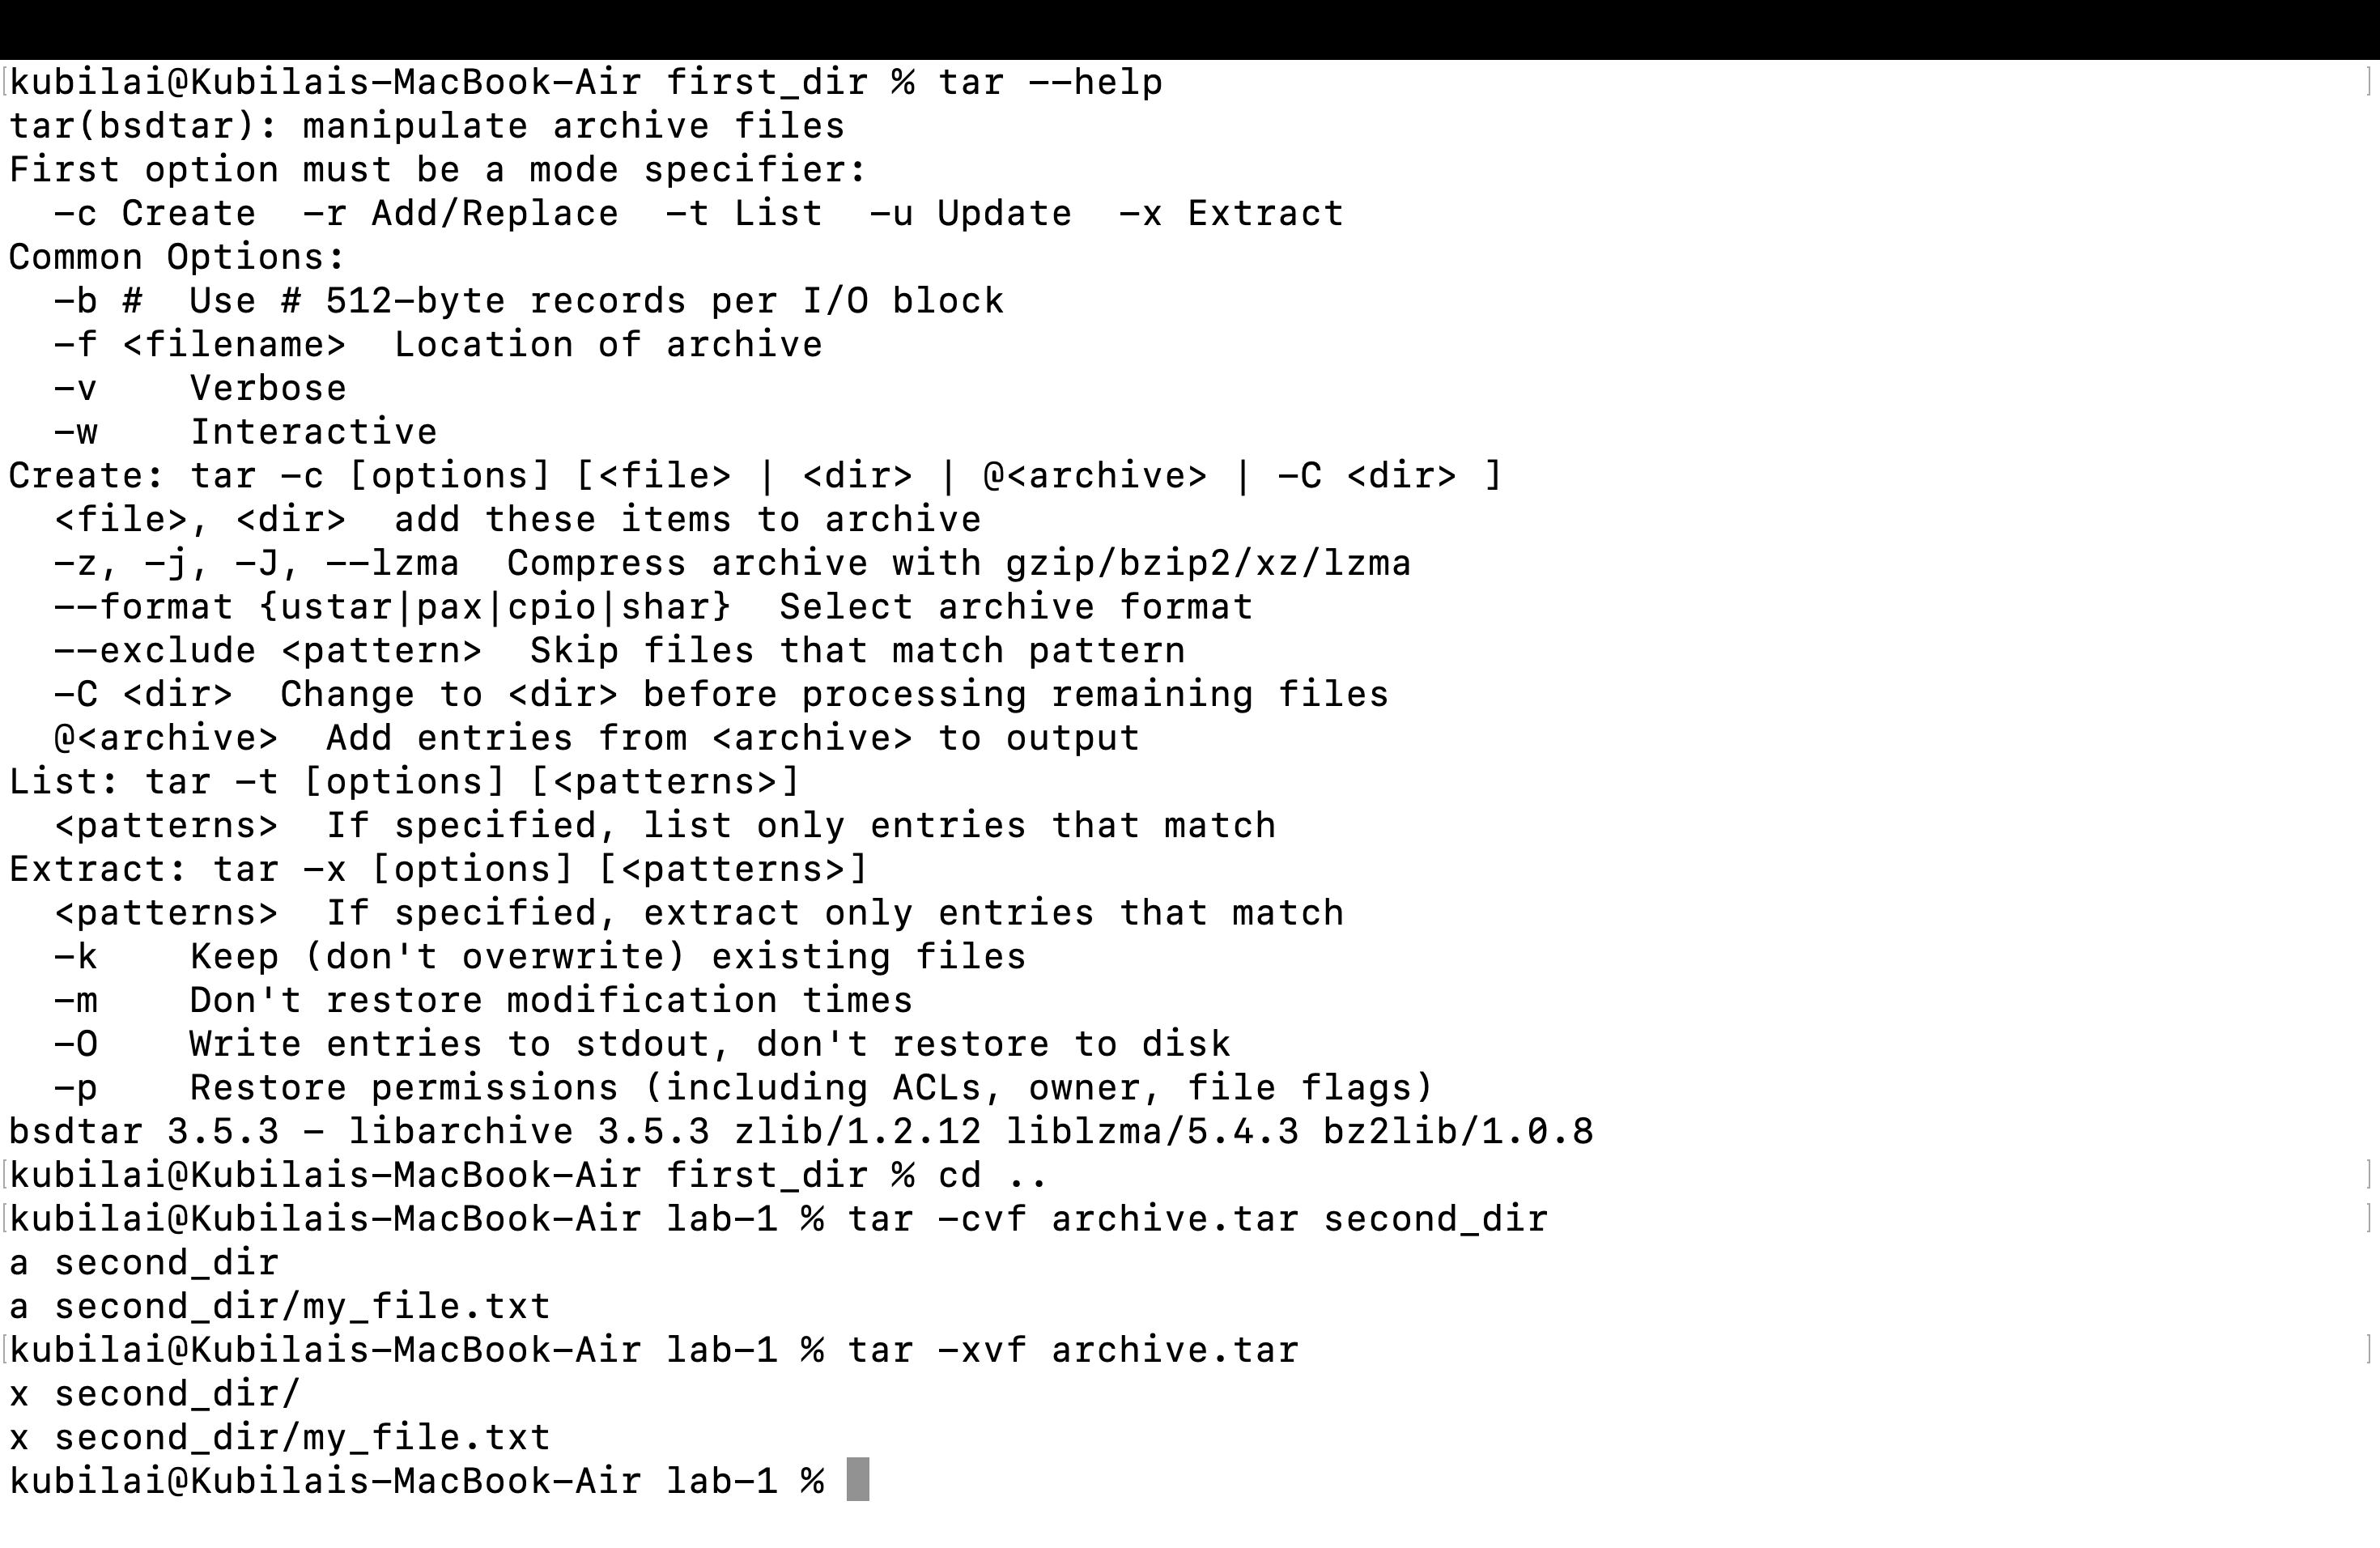 kubilai@Kubilais-MacBook-Air first_dir % tar --help
tar(bsdtar): manipulate archive files
First option must be a mode specifier:
  -c Create  -r Add/Replace  -t List  -u Update  -x Extract
Common Options:
  -b #  Use # 512-byte records per I/O block
  -f <filename>  Location of archive
  -v    Verbose
  -w    Interactive
Create: tar -c [options] [<file> | <dir> | @<archive> | -C <dir> ]
  <file>, <dir>  add these items to archive
  -z, -j, -J, --lzma  Compress archive with gzip/bzip2/xz/lzma
  --format {ustar|pax|cpio|shar}  Select archive format
  --exclude <pattern>  Skip files that match pattern
  -C <dir>  Change to <dir> before processing remaining files
  @<archive>  Add entries from <archive> to output
List: tar -t [options] [<patterns>]
  <patterns>  If specified, list only entries that match
Extract: tar -x [options] [<patterns>]
  <patterns>  If specified, extract only entries that match
  -k    Keep (don't overwrite) existing files
  -m    Don't restore modification times
  -O    Write entries to stdout, don't restore to disk
  -p    Restore permissions (including ACLs, owner, file flags)
bsdtar 3.5.3 - libarchive 3.5.3 zlib/1.2.12 liblzma/5.4.3 bz2lib/1.0.8
kubilai@Kubilais-MacBook-Air first_dir % cd ..
kubilai@Kubilais-MacBook-Air lab-1 % tar -cvf archive.tar second_dir
a second_dir
a second_dir/my_file.txt
kubilai@Kubilais-MacBook-Air lab-1 % tar -xvf archive.tar
x second_dir/
x second_dir/my_file.txt
kubilai@Kubilais-MacBook-Air lab-1 %